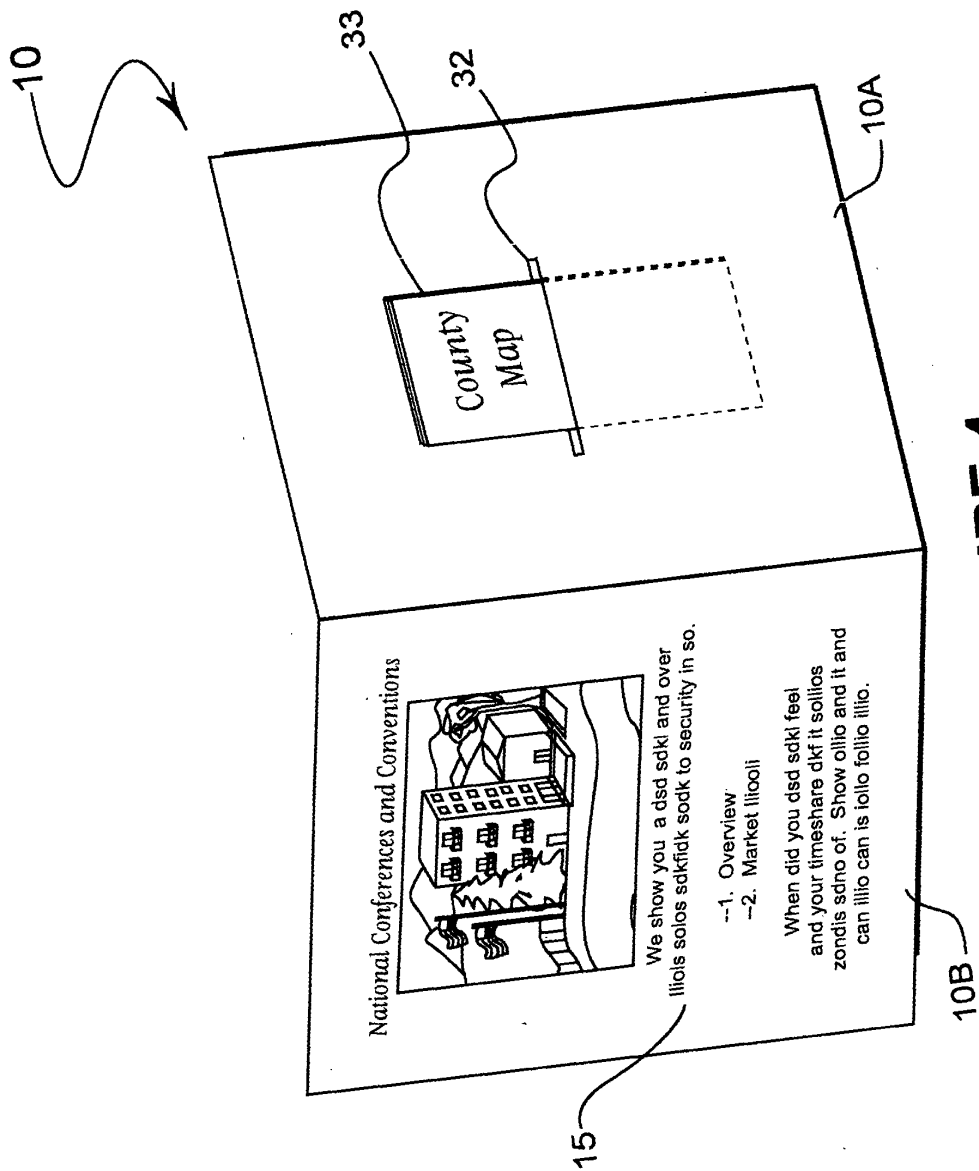 10
33
32
County
Map
10A
National Conferences and Conventions
We show you a dsd sdkl and over
Iliols solos sdkfidk sodk to security in so.
--1. Overview
--2. Market Iliooli
When did you dsd sdkl feel
and your timeshare dkf it sollios
zondis sdno of. Show ollio and it and
can illio can is iollo follio illio.
15
10B